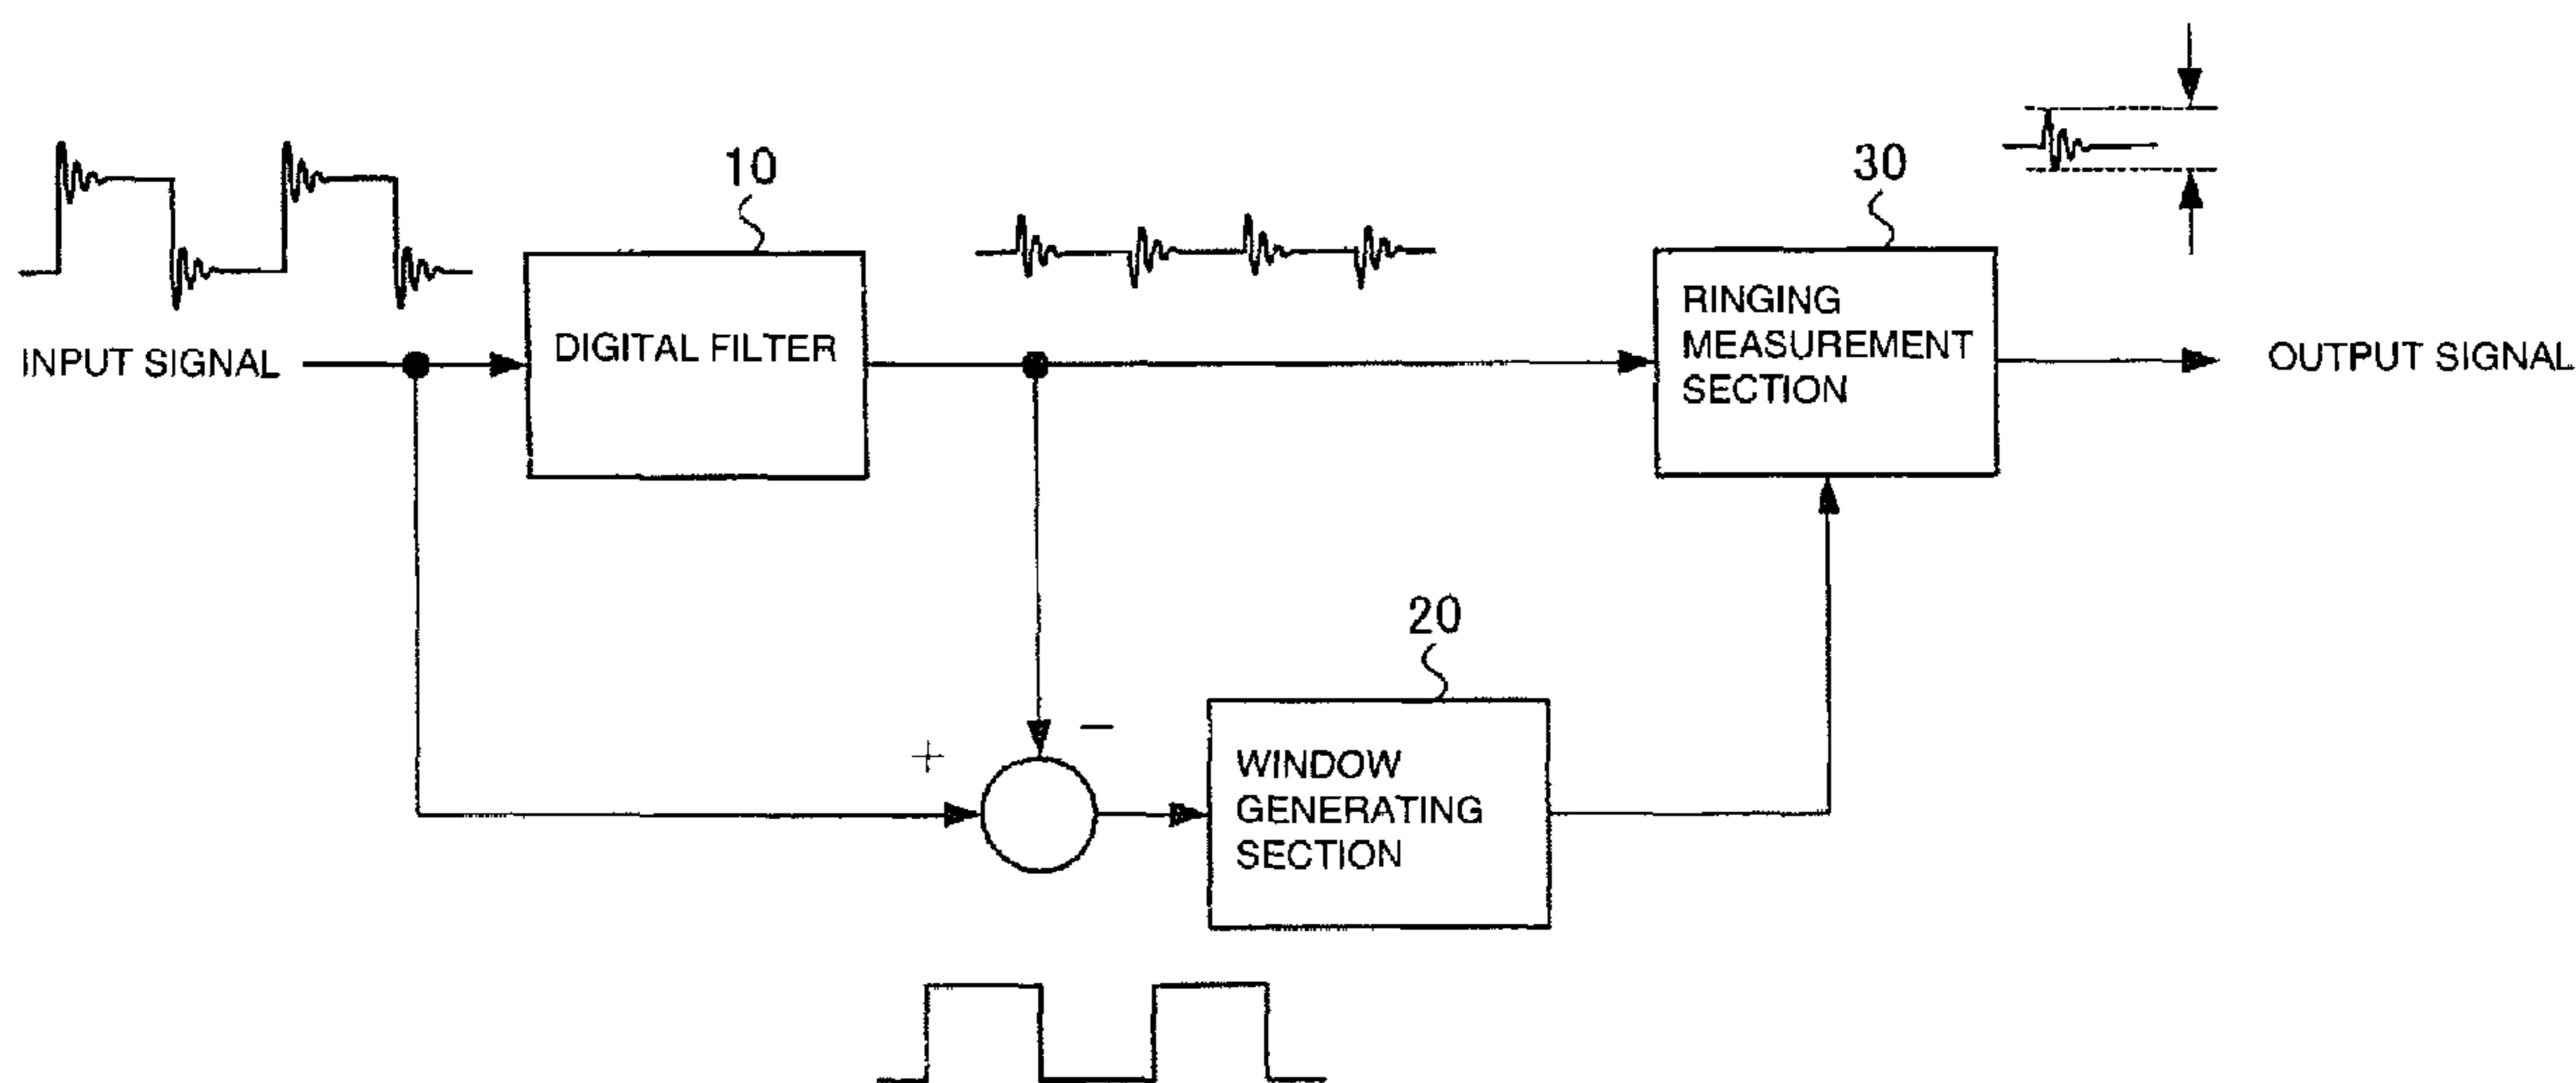 10
30
INPUT SIGNAL
DIGITAL FILTER
RINGING
MEASUREMENT
SECTION
OUTPUT SIGNAL
20
+
−
WINDOW
GENERATING
SECTION